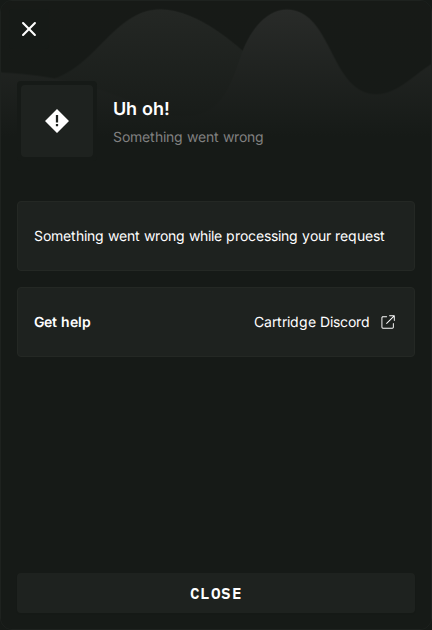 Uh oh!
Something went wrong
Something went wrong while processing your request
Get help Cartridge Discord
CLOSE